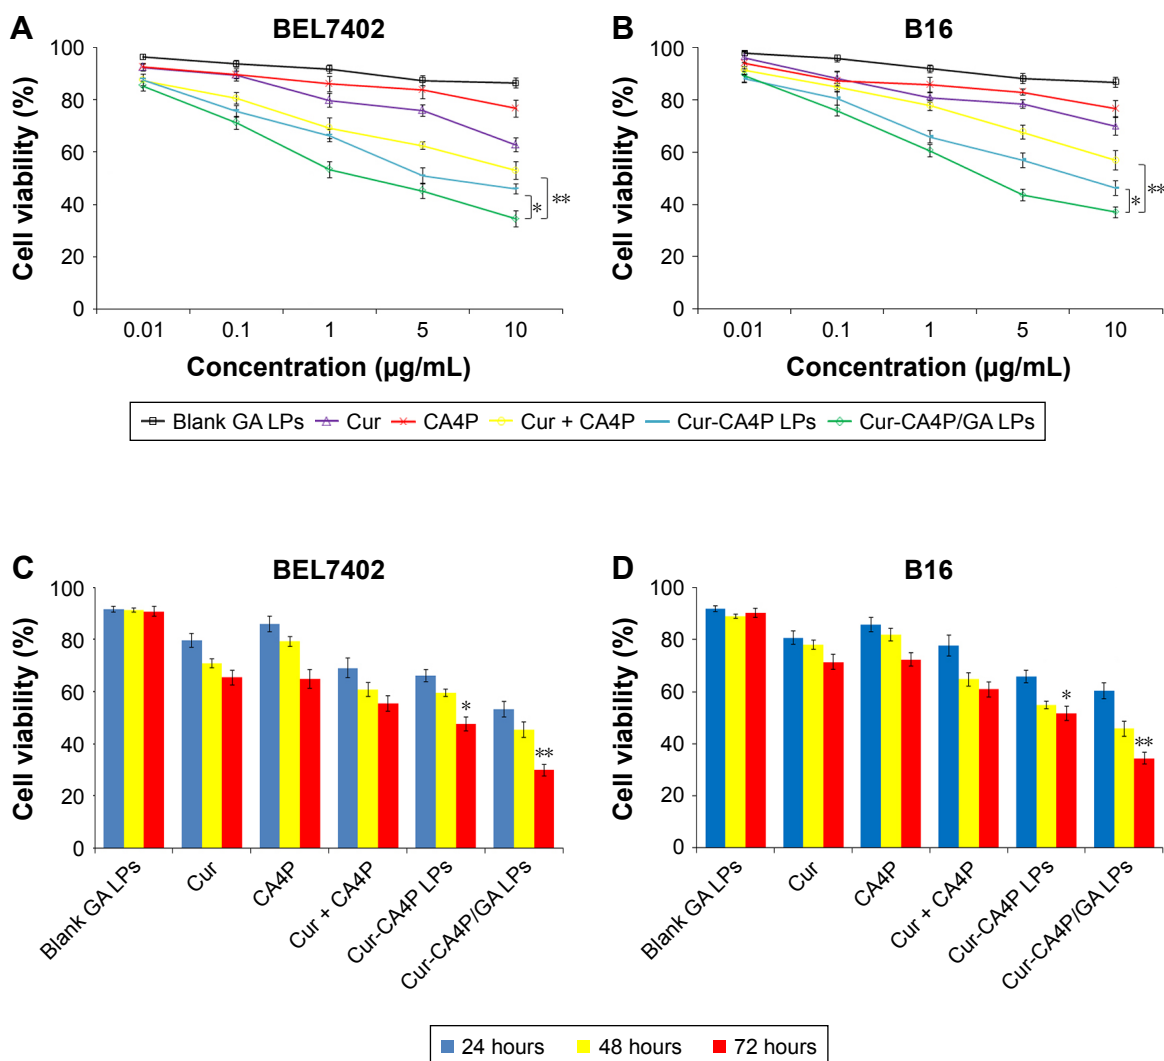 A
BEL7402
Cell viability (%)
100
80
60
40
20
0
*
**
0.01 0.1 1 5 10
Concentration (µg/mL)
B
B16
Cell viability (%)
100
80
60
40
20
0
*
**
0.01 0.1 1 5 10
Concentration (µg/mL)
Blank GA LPs Cur CA4P Cur + CA4P Cur-CA4P LPs Cur-CA4P/GA LPs
C
BEL7402
Cell viability (%)
100
80
60
40
20
0
*
**
Blank GA LPs
Cur
CA4P
Cur + CA4P
Cur-CA4P LPs
Cur-CA4P/GA LPs
D
B16
Cell viability (%)
100
80
60
40
20
0
*
**
Blank GA LPs
Cur
CA4P
Cur + CA4P
Cur-CA4P LPs
Cur-CA4P/GA LPs
24 hours 48 hours 72 hours